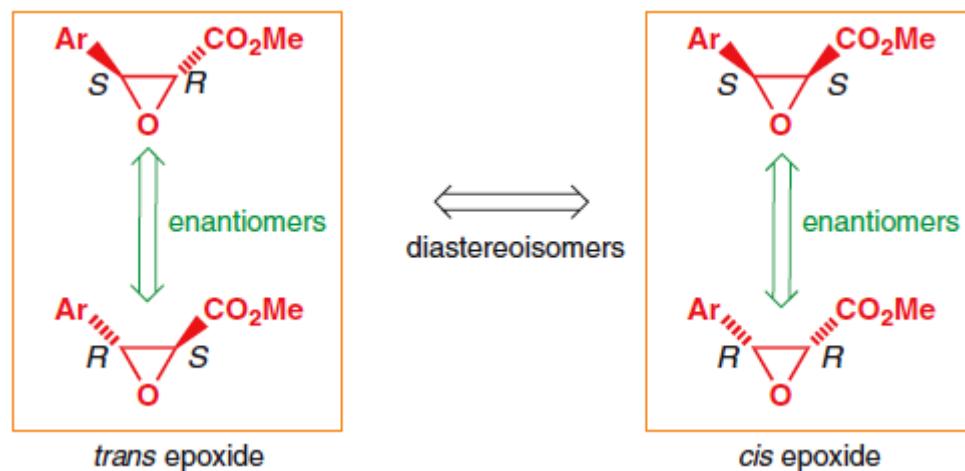 Ar CO2Me Ar CO2Me
S R S S
O O
enantiomers enantiomers
diastereoisomers
Ar CO2Me Ar CO2Me
R S R R
O O
trans epoxide cis epoxide